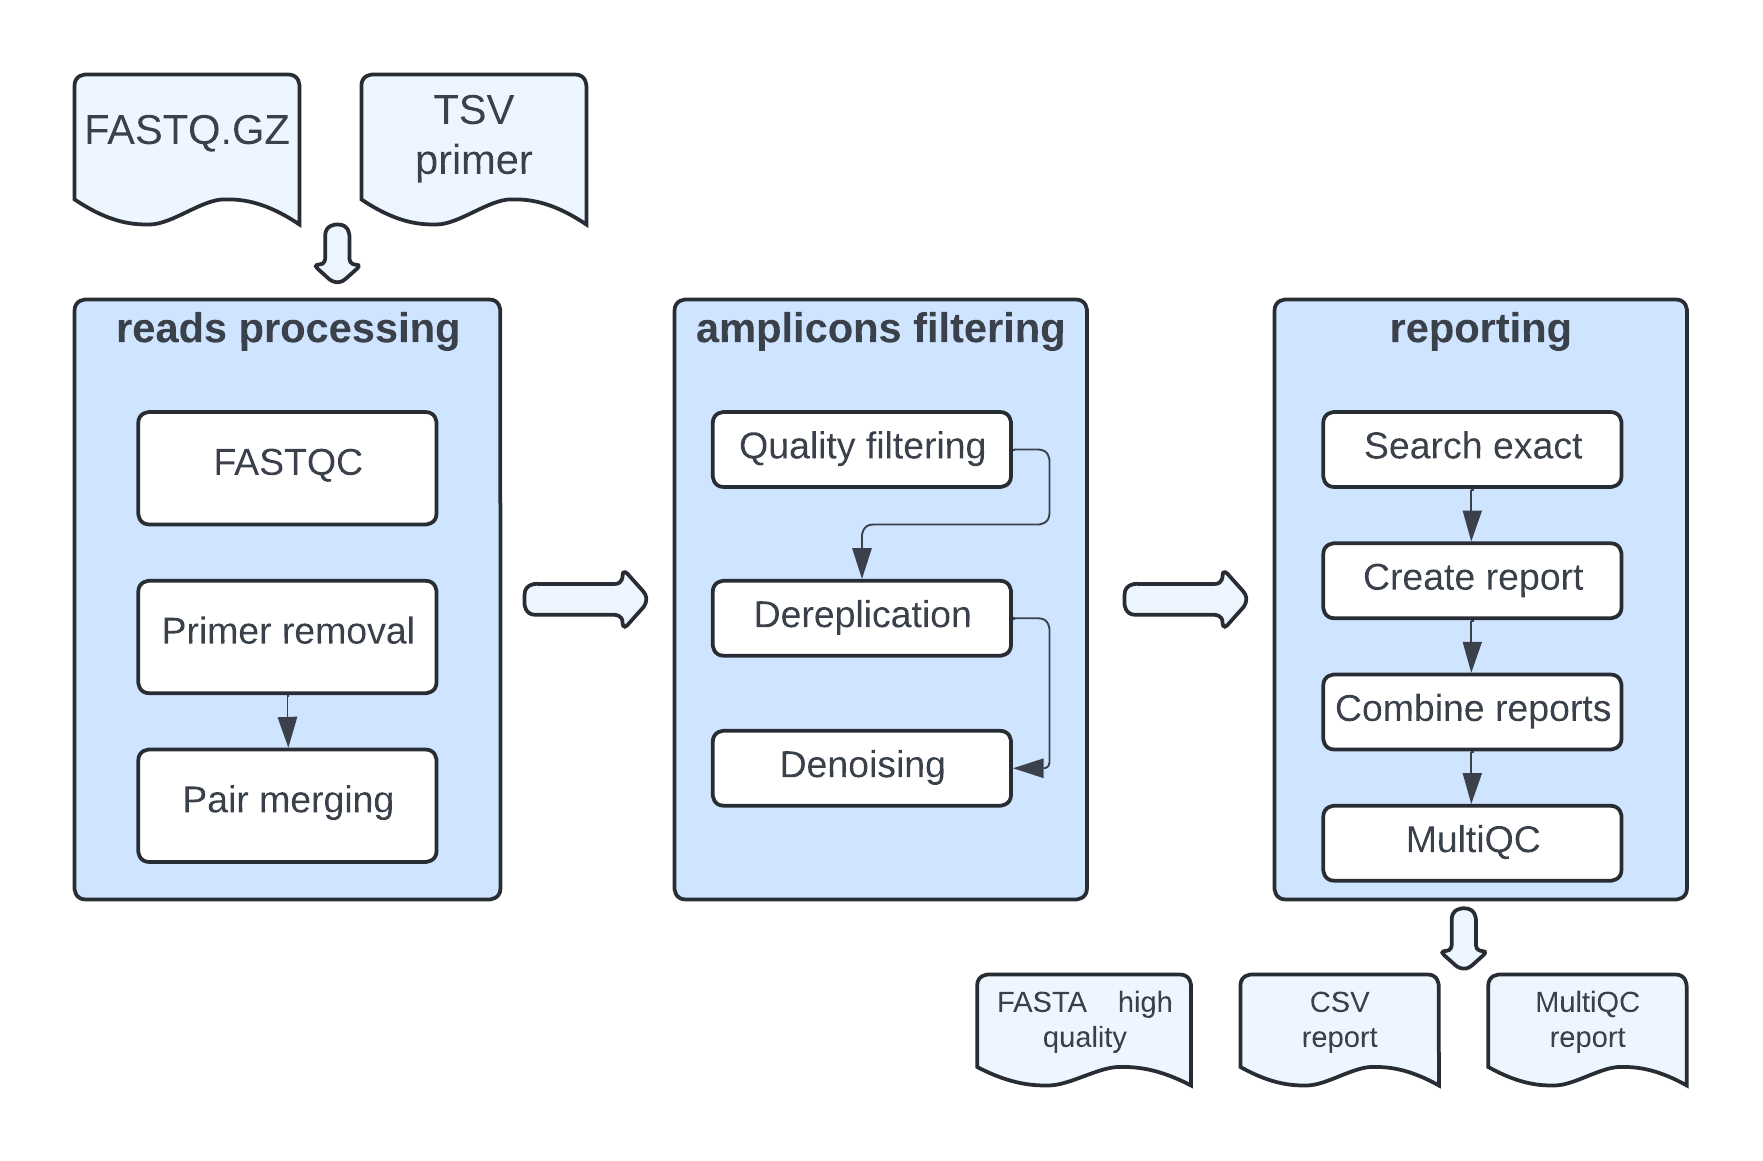 FASTQ.GZ
TSV
primer
reads processing
FASTQC
Primer removal
Pair merging
amplicons filtering
Quality filtering
Dereplication
Denoising
reporting
Search exact
Create report
Combine reports
MultiQC
FASTA high
quality
CSV
report
MultiQC
report